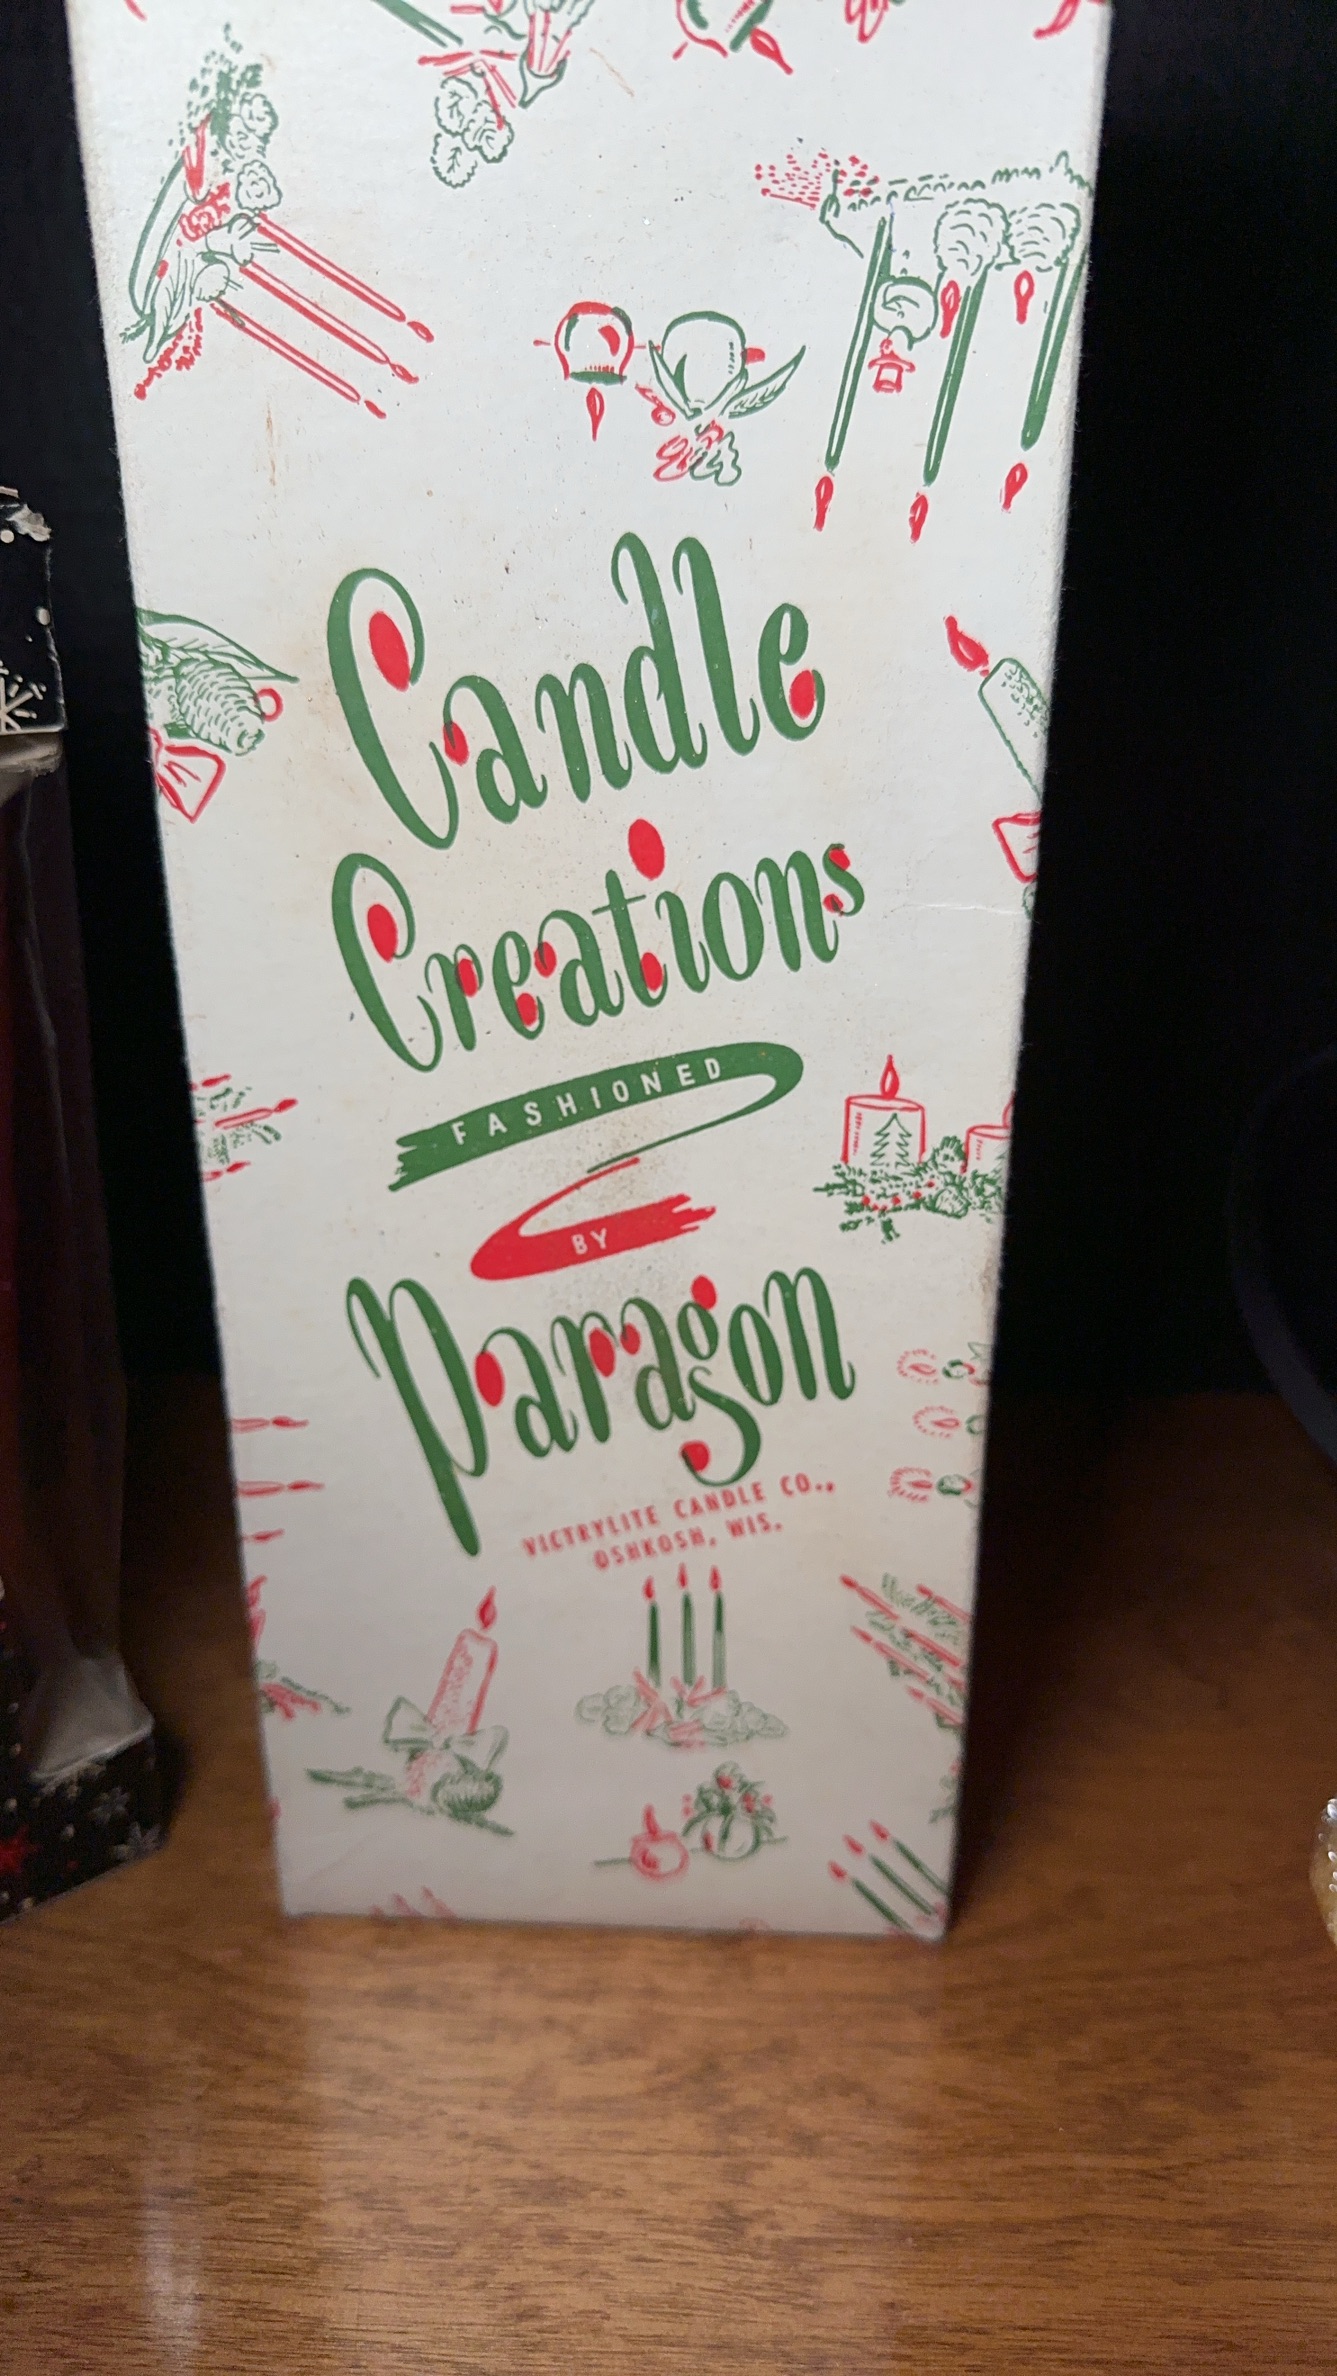 Candle
Creations
FASHIONED
BY
Paragon
VICTRYLITE CANDLE CO.,
OSHKOSH, WIS.